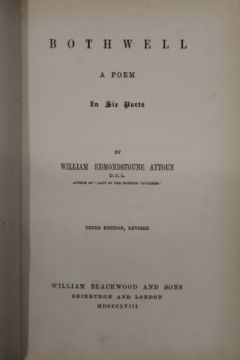 BOTHWELL
A POEM
In Six Parts
BY
WILLIAM EDMONDSTOUNE AYTOUN
D.C.L.
AUTHOR OF "LAYS OF THE SCOTTISH CAVALIERS"
THIRD EDITION, REVISED
WILLIAM BLACKWOOD AND SONS
EDINBURGH AND LONDON
MDCCCLVIII